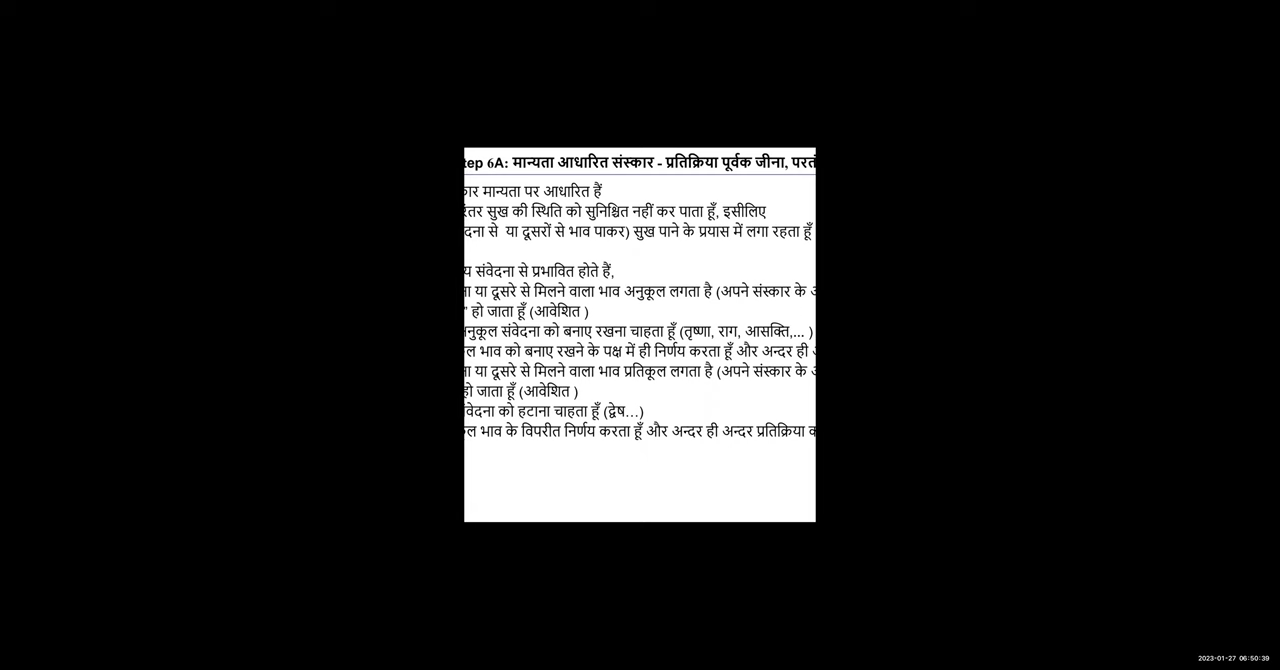 tep 6A: मान्यता आधारित संस्कार - प्रतिक्रिया पूर्वक जीना, परतं
कार मान्यता पर आधारित हैं
रंतर सुख की स्थिति को सुनिश्चित नहीं कर पाता हूँ, इसीलिए
दना से या दूसरों से भाव पाकर) सुख पाने के प्रयास में लगा रहता हूँ
य संवेदना से प्रभावित होते हैं,
ना या दूसरे से मिलने वाला भाव अनुकूल लगता है (अपने संस्कार के अ
" हो जाता हूँ (आवेशित )
अनुकूल संवेदना को बनाए रखना चाहता हूँ (तृष्णा, राग, आसक्ति,... )
ल भाव को बनाए रखने के पक्ष में ही निर्णय करता हूँ और अन्दर ही अ
ना या दूसरे से मिलने वाला भाव प्रतिकूल लगता है (अपने संस्कार के अ
हो जाता हूँ (आवेशित )
वेदना को हटाना चाहता हूँ (द्वेष...)
ल भाव के विपरीत निर्णय करता हूँ और अन्दर ही अन्दर प्रतिक्रिया क
2023-01-27 06:50:39